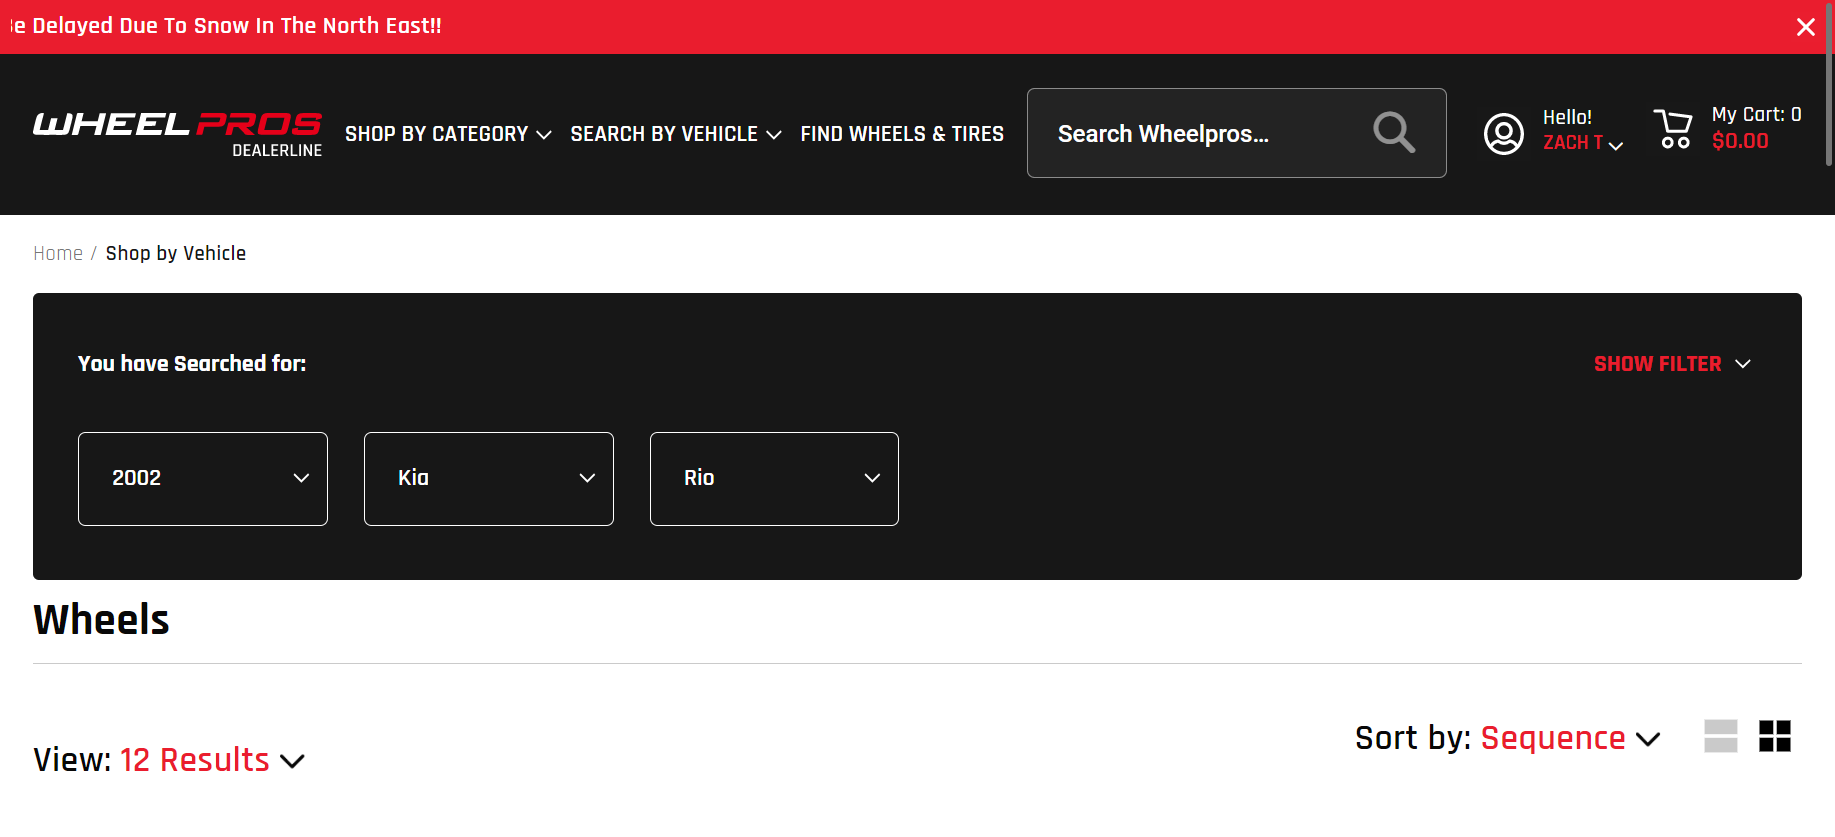 Be Delayed Due To Snow In The North East!!
WHEEL PROS
DEALERLINE
SHOP BY CATEGORY
SEARCH BY VEHICLE
FIND WHEELS & TIRES
Search Wheelpros...
Hello!
ZACH T
My Cart: 0
$0.00
Home / Shop by Vehicle
You have Searched for:
SHOW FILTER
2002
Kia
Rio
Wheels
View: 12 Results
Sort by: Sequence